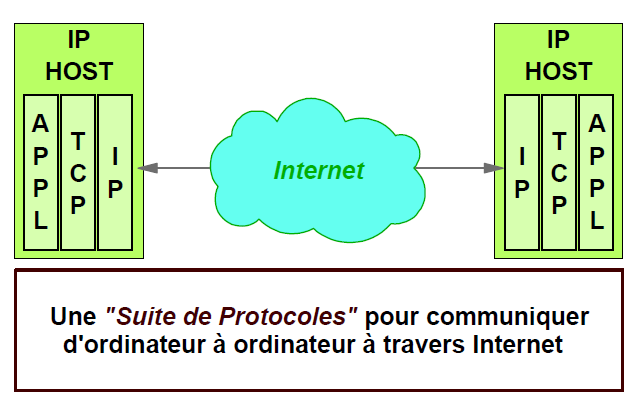 IP
HOST
APPL
TCP
IP
Internet
IP
HOST
IP
TCP
APPL
Une "Suite de Protocoles" pour communiquer
d'ordinateur à ordinateur à travers Internet